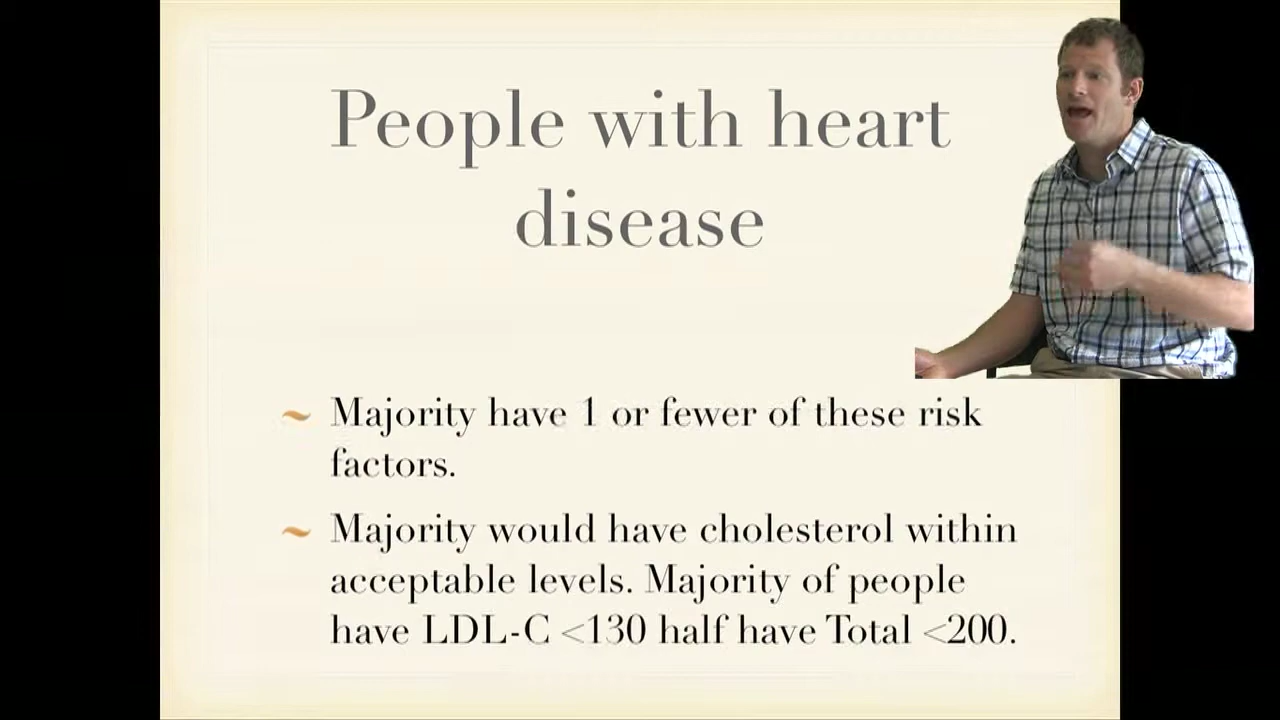 People with heart
disease
Majority have 1 or fewer of these risk
factors.
Majority would have cholesterol within
acceptable levels. Majority of people
have LDL-C <130 half have Total <200.